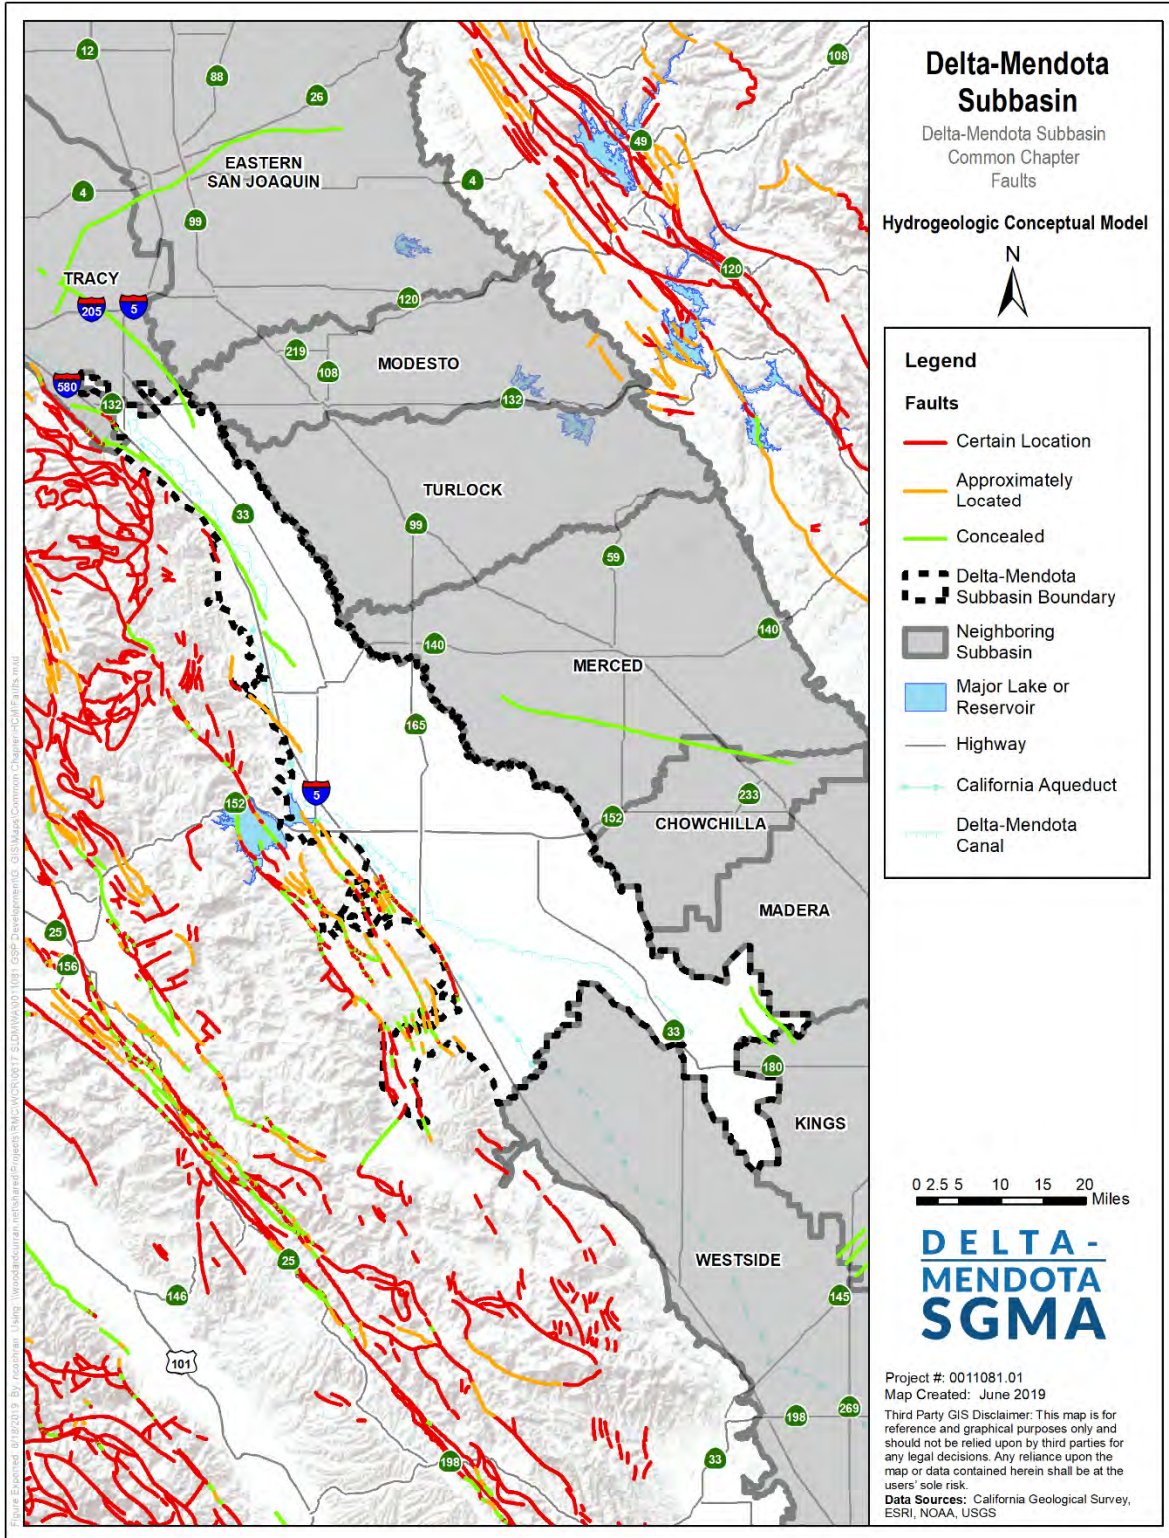 Delta-Mendota
Subbasin
Delta-Mendota Subbasin
Common Chapter
Faults
Hydrogeologic Conceptual Model
N
Legend
Faults
Certain Location
Approximately
Located
Concealed
Delta-Mendota
Subbasin Boundary
Neighboring
Subbasin
Major Lake or
Reservoir
Highway
California Aqueduct
Delta-Mendota
Canal
0 2.5 5 10 15 20
Miles
DELTA-
MENDOTA
SGMA
Project #: 0011081.01
Map Created: June 2019
Third Party GIS Disclaimer: This map is for
reference and graphical purposes only and
should not be relied upon by third parties for
any legal decisions. Any reliance upon the
map or data contained herein shall be at the
users' sole risk.
Data Sources: California Geological Survey,
ESRI, NOAA, USGS
12
88
26
108
49
EASTERN
SAN JOAQUIN
4
4
99
TRACY
205
5
120
120
219
108
MODESTO
580
132
132
TURLOCK
33
99
59
140
140
MERCED
165
5
152
233
152
CHOWCHILLA
MADERA
25
156
33
180
KINGS
WESTSIDE
25
146
145
101
198
269
198
33